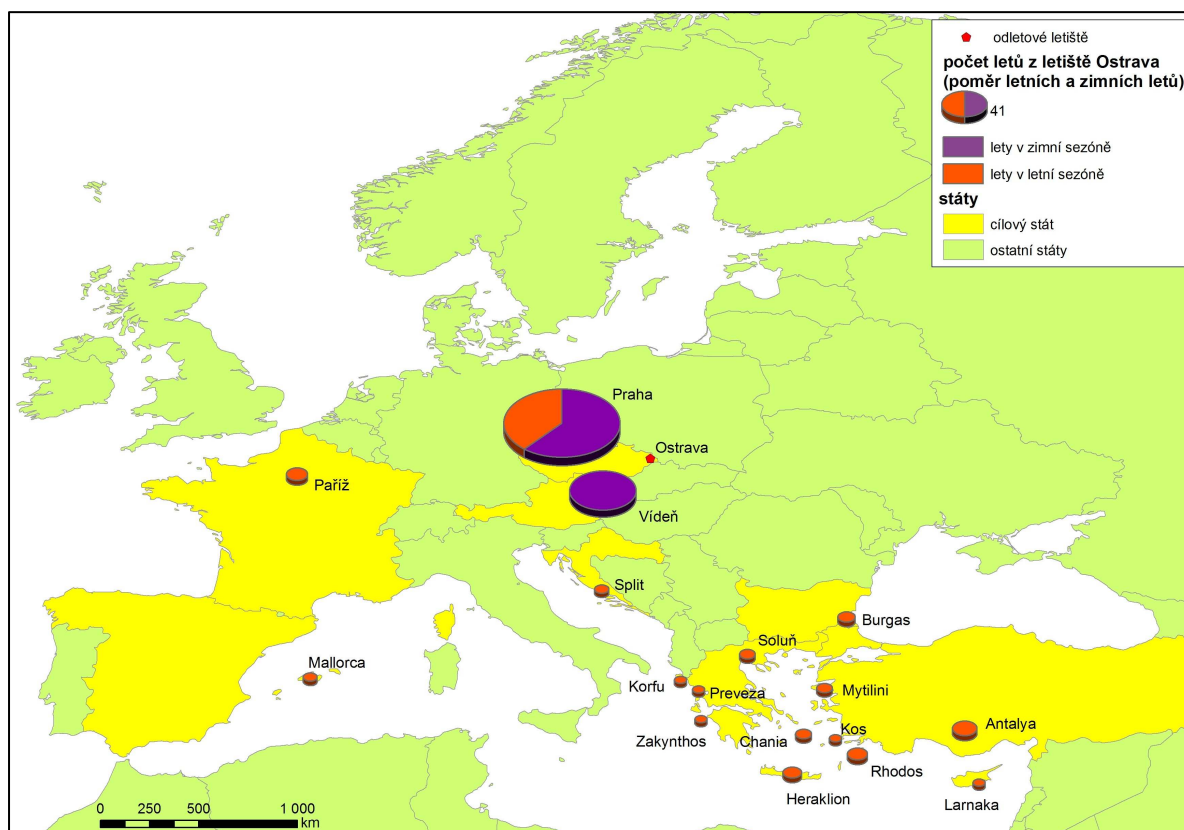 odletové letiště
počet letů z letiště Ostrava
(poměr letních a zimních letů)
41
lety v zimní sezóně
lety v letní sezóně
státy
cílový stát
ostatní státy
Praha
Ostrava
Paříž
Vídeň
Split
Burgas
Soluň
Mallorca
Korfu
Preveza
Mytilini
Zakynthos
Chania
Kos
Antalya
Rhodos
Heraklion
Larnaka
0 250 500 1 000
km